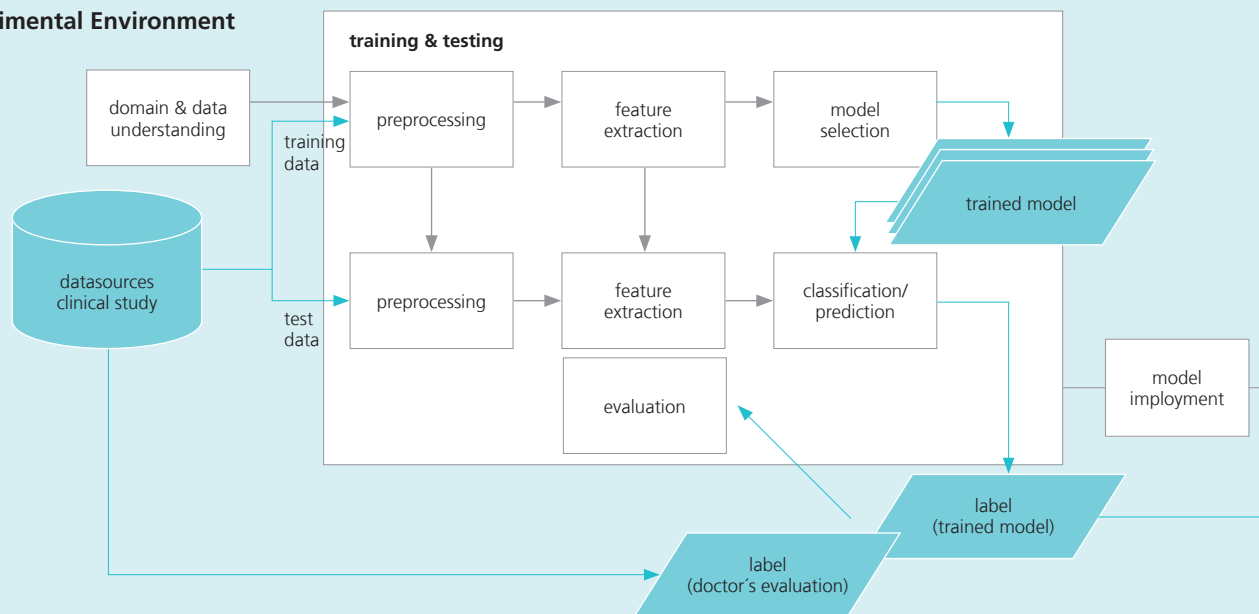 imental Environment
training & testing
domain & data
understanding
preprocessing
feature
extraction
model
selection
training
data
trained model
datasources
clinical study
preprocessing
feature
extraction
classification/
prediction
test
data
evaluation
model
imployment
label
(trained model)
label
(doctor´s evaluation)